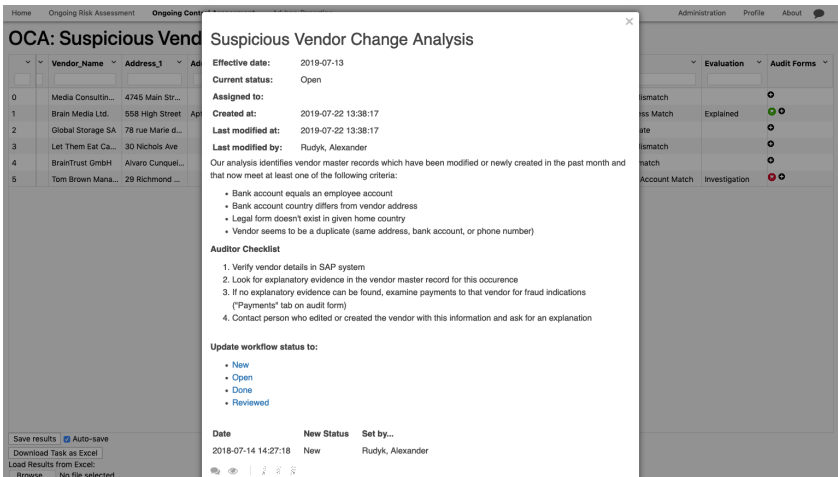 Home Ongoing Risk Assessment Ongoing Cont Administration Profile About
OCA: Suspicious Vend
×
Suspicious Vendor Change Analysis
Vendor_Name Address_1 Evaluation Audit Forms
Effective date: 2019-07-13
Current status: Open
Assigned to:
Created at: 2019-07-22 13:38:17
Last modified at: 2019-07-22 13:38:17
Last modified by: Rudyk, Alexander
0 Media Consultin... 4745 Main Str... ismatch
1 Brain Media Ltd. 558 High Street Apt ss Match Explained
2 Global Storage SA 78 rue Marie d... ate
3 Let Them Eat Ca... 30 Nichols Ave ismatch
4 BrainTrust GmbH Alvaro Cunquei... match
5 Tom Brown Mana... 29 Richmond ... Account Match Investigation
Our analysis identifies vendor master records which have been modified or newly created in the past month and
that now meet at least one of the following criteria:
• Bank account equals an employee account
• Bank account country differs from vendor address
• Legal form doesn't exist in given home country
• Vendor seems to be a duplicate (same address, bank account, or phone number)
Auditor Checklist
1. Verify vendor details in SAP system
2. Look for explanatory evidence in the vendor master record for this occurence
3. If no explanatory evidence can be found, examine payments to that vendor for fraud indications
("Payments" tab on audit form)
4. Contact person who edited or created the vendor with this information and ask for an explanation
Update workflow status to:
• New
• Open
• Done
• Reviewed
Date New Status Set by...
2018-07-14 14:27:18 New Rudyk, Alexander
Save results Auto-save
Download Task as Excel
Load Results from Excel:
Browse... No file selected.